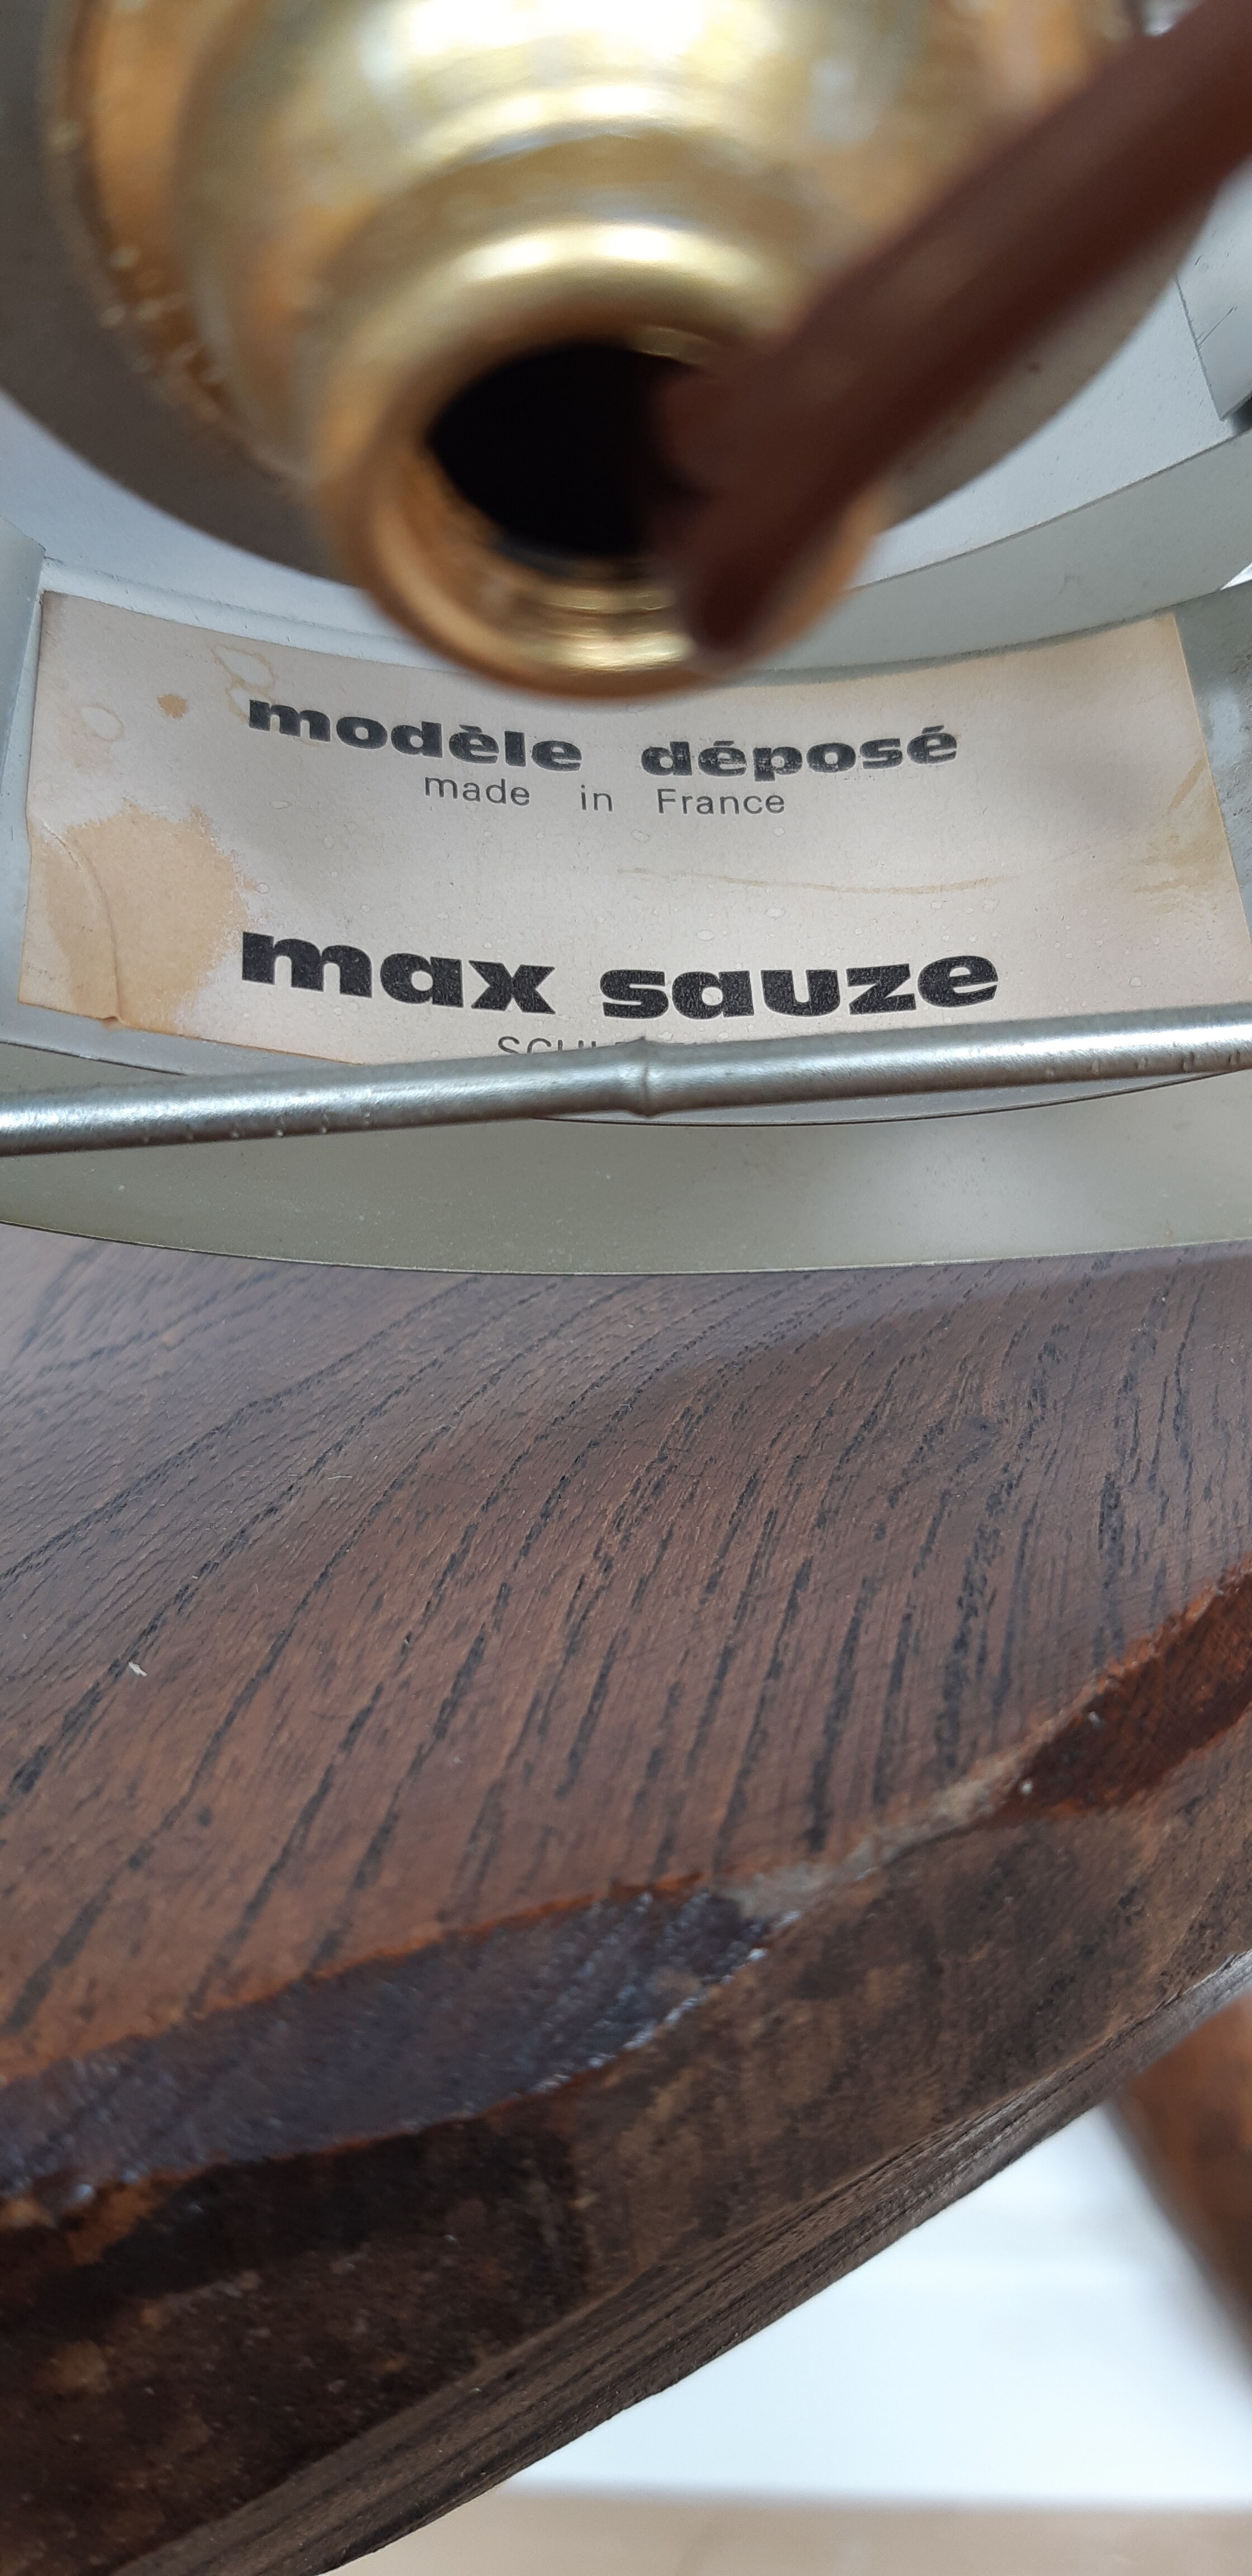 modèle déposé
made in France
max sauze